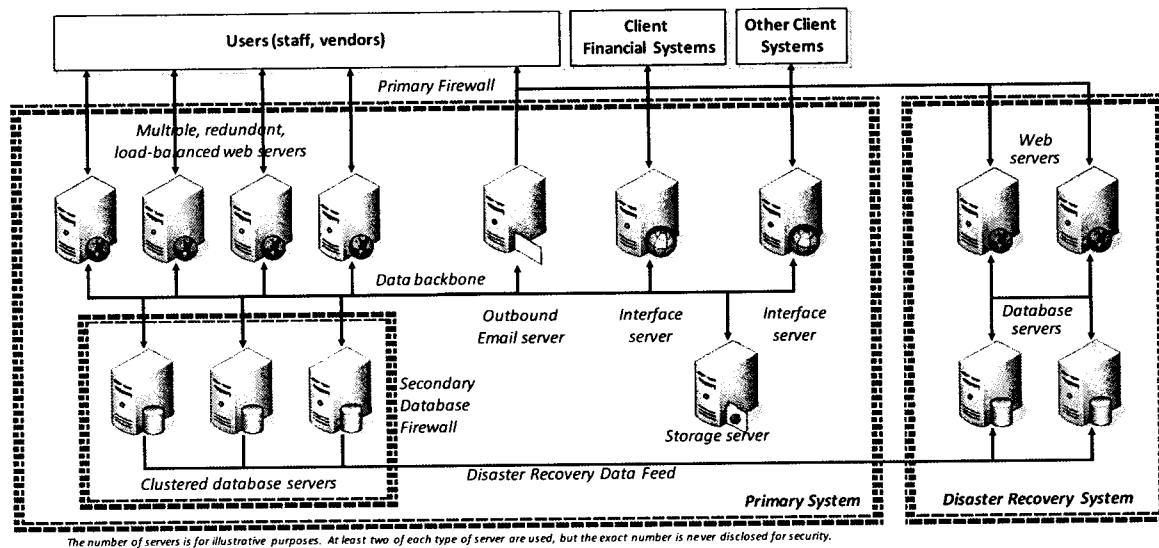 Users (staff, vendors)
Client
Financial Systems
Other Client
Systems
Primary Firewall
Multiple, redundant,
load-balanced web servers
Web
servers
Data backbone
Outbound
Email server
Interface
server
Interface
server
Database
servers
Secondary
Database
Firewall
Storage server
Clustered database servers
Disaster Recovery Data Feed
Primary System
Disaster Recovery System
The number of servers is for illustrative purposes. At least two of each type of server are used, but the exact number is never disclosed for security.